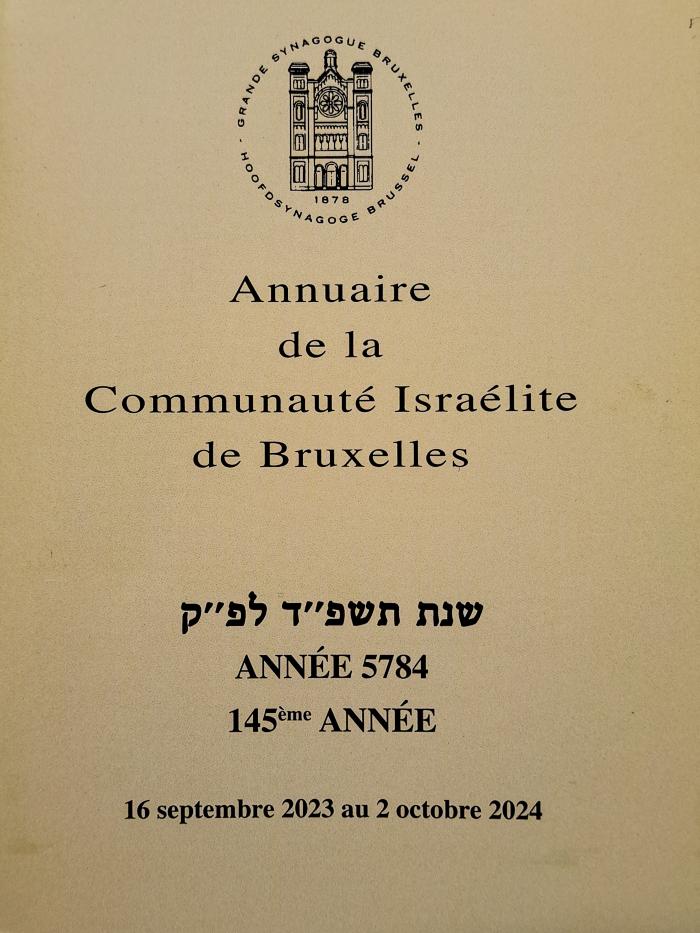 GRANDE SYNAGOGUE BRUXELLES
HOOFDSYNAGOGE BRUSSEL
1878
Annuaire
de la
Communauté Israélite
de Bruxelles
שנת תשפ״ד לפ״ק
ANNÉE 5784
145ème ANNÉE
16 septembre 2023 au 2 octobre 2024